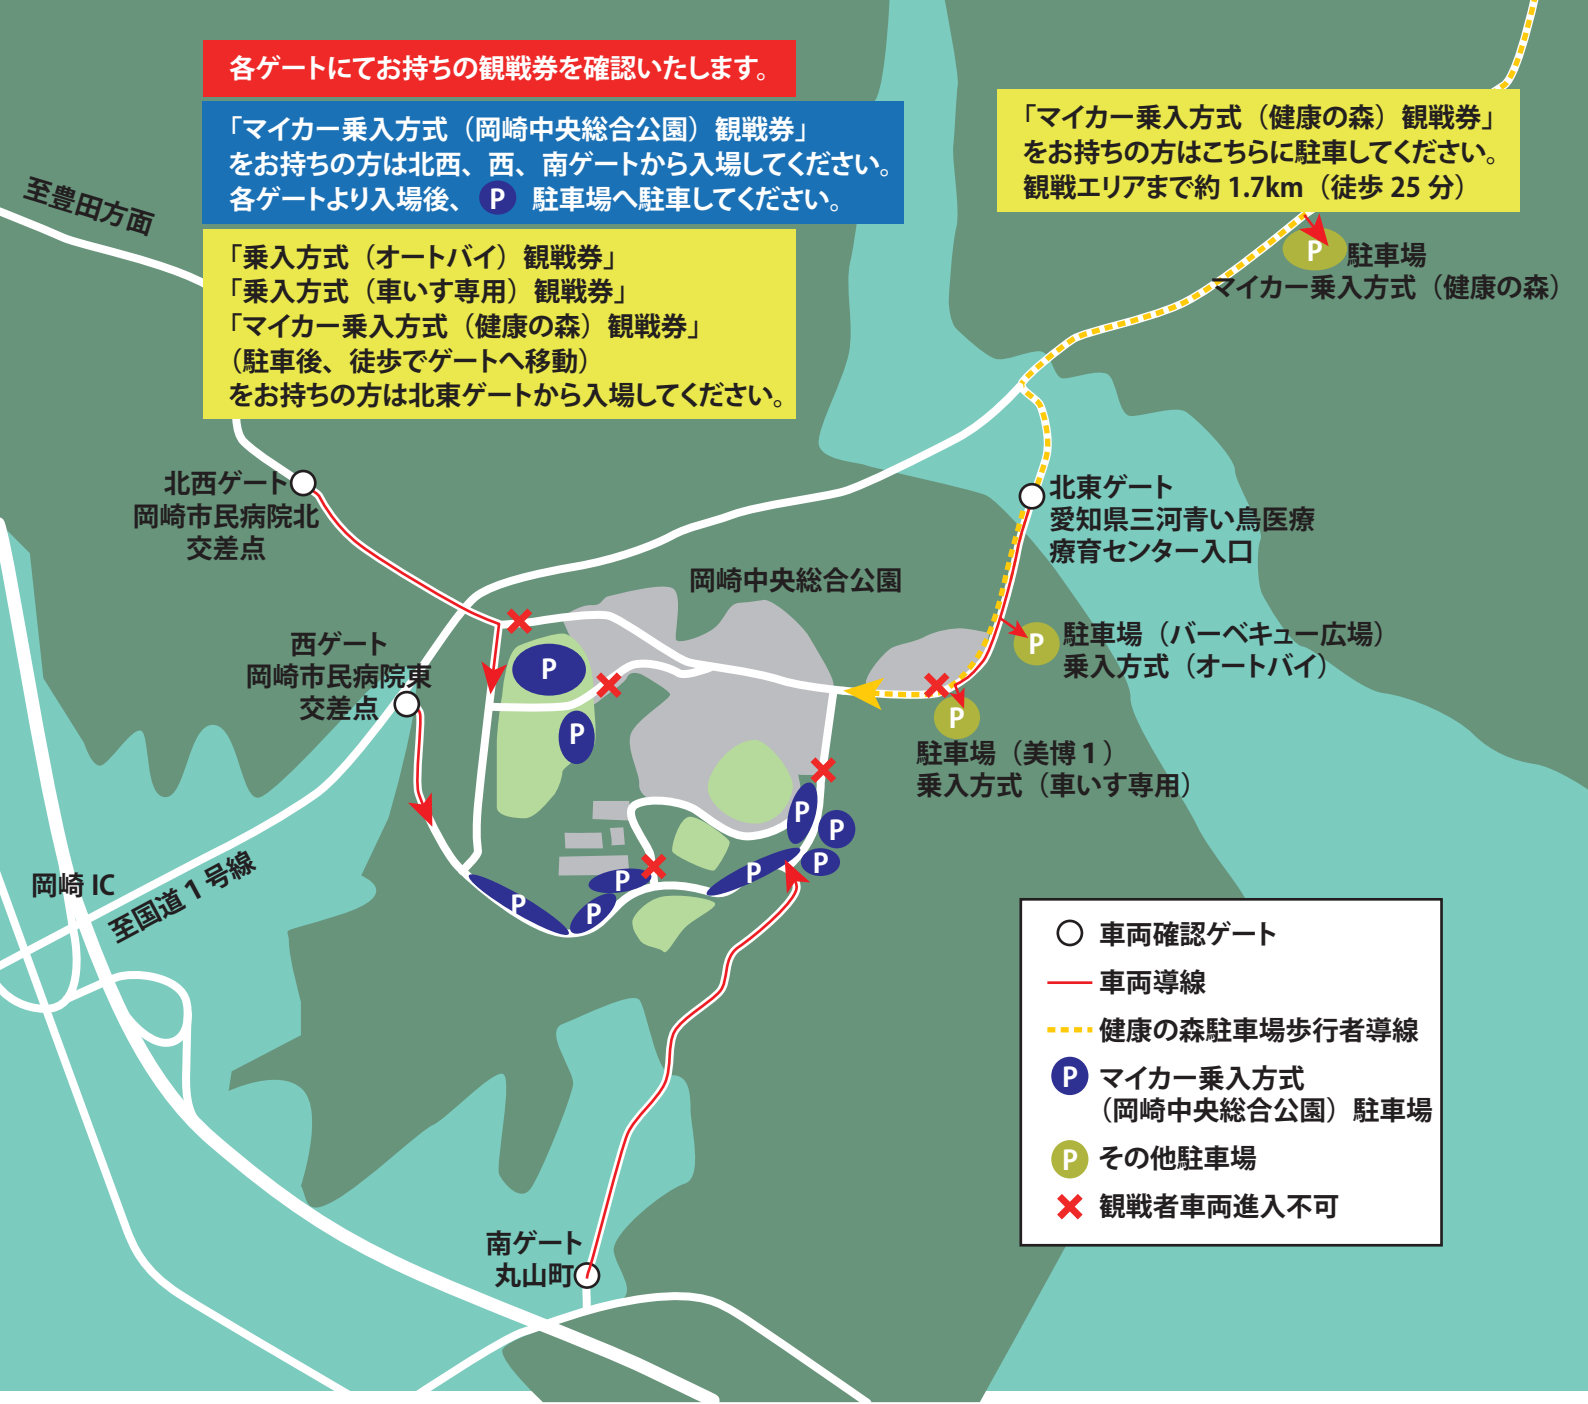 各ゲートにてお持ちの観戦券を確認いたします。
「マイカー乗入方式（岡崎中央総合公園）観戦券」
をお持ちの方は北西、西、南ゲートから入場してください。
各ゲートより入場後、 P 駐車場へ駐車してください。
「乗入方式（オートバイ）観戦券」
「乗入方式（車いす専用）観戦券」
「マイカー乗入方式（健康の森）観戦券」
（駐車後、徒歩でゲートへ移動）
をお持ちの方は北東ゲートから入場してください。
「マイカー乗入方式（健康の森）観戦券」
をお持ちの方はこちらに駐車してください。
観戦エリアまで約 1.7km（徒歩 25 分）
至豊田方面
P
駐車場
マイカー乗入方式（健康の森）
北西ゲート
岡崎市民病院北
交差点
北東ゲート
愛知県三河青い鳥医療
療育センター入口
岡崎中央総合公園
西ゲート
岡崎市民病院東
交差点
P
駐車場（バーベキュー広場）
乗入方式（オートバイ）
P
P
P
駐車場（美博１）
乗入方式（車いす専用）
P
P
P
P
P
P
P
岡崎 IC
至国道１号線
南ゲート
丸山町
車両確認ゲート
車両導線
健康の森駐車場歩行者導線
P マイカー乗入方式
（岡崎中央総合公園）駐車場
P その他駐車場
観戦者車両進入不可